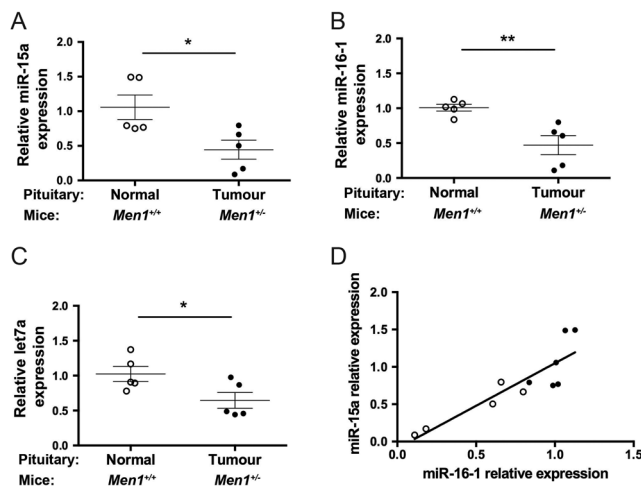 A
Relative miR-15a
expression
2.0
1.5
1.0
0.5
0.0
*
Pituitary: Normal Tumour
Mice: Men1+/+ Men1+/-
B
Relative miR-16-1
expression
2.0
1.5
1.0
0.5
0.0
**
Pituitary: Normal Tumour
Mice: Men1+/+ Men1+/-
C
Relative let7a
expression
2.0
1.5
1.0
0.5
0.0
*
Pituitary: Normal Tumour
Mice: Men1+/+ Men1+/-
D
miR-15a relative expression
2.0
1.5
1.0
0.5
0.0
0.0 0.5 1.0 1.5
miR-16-1 relative expression